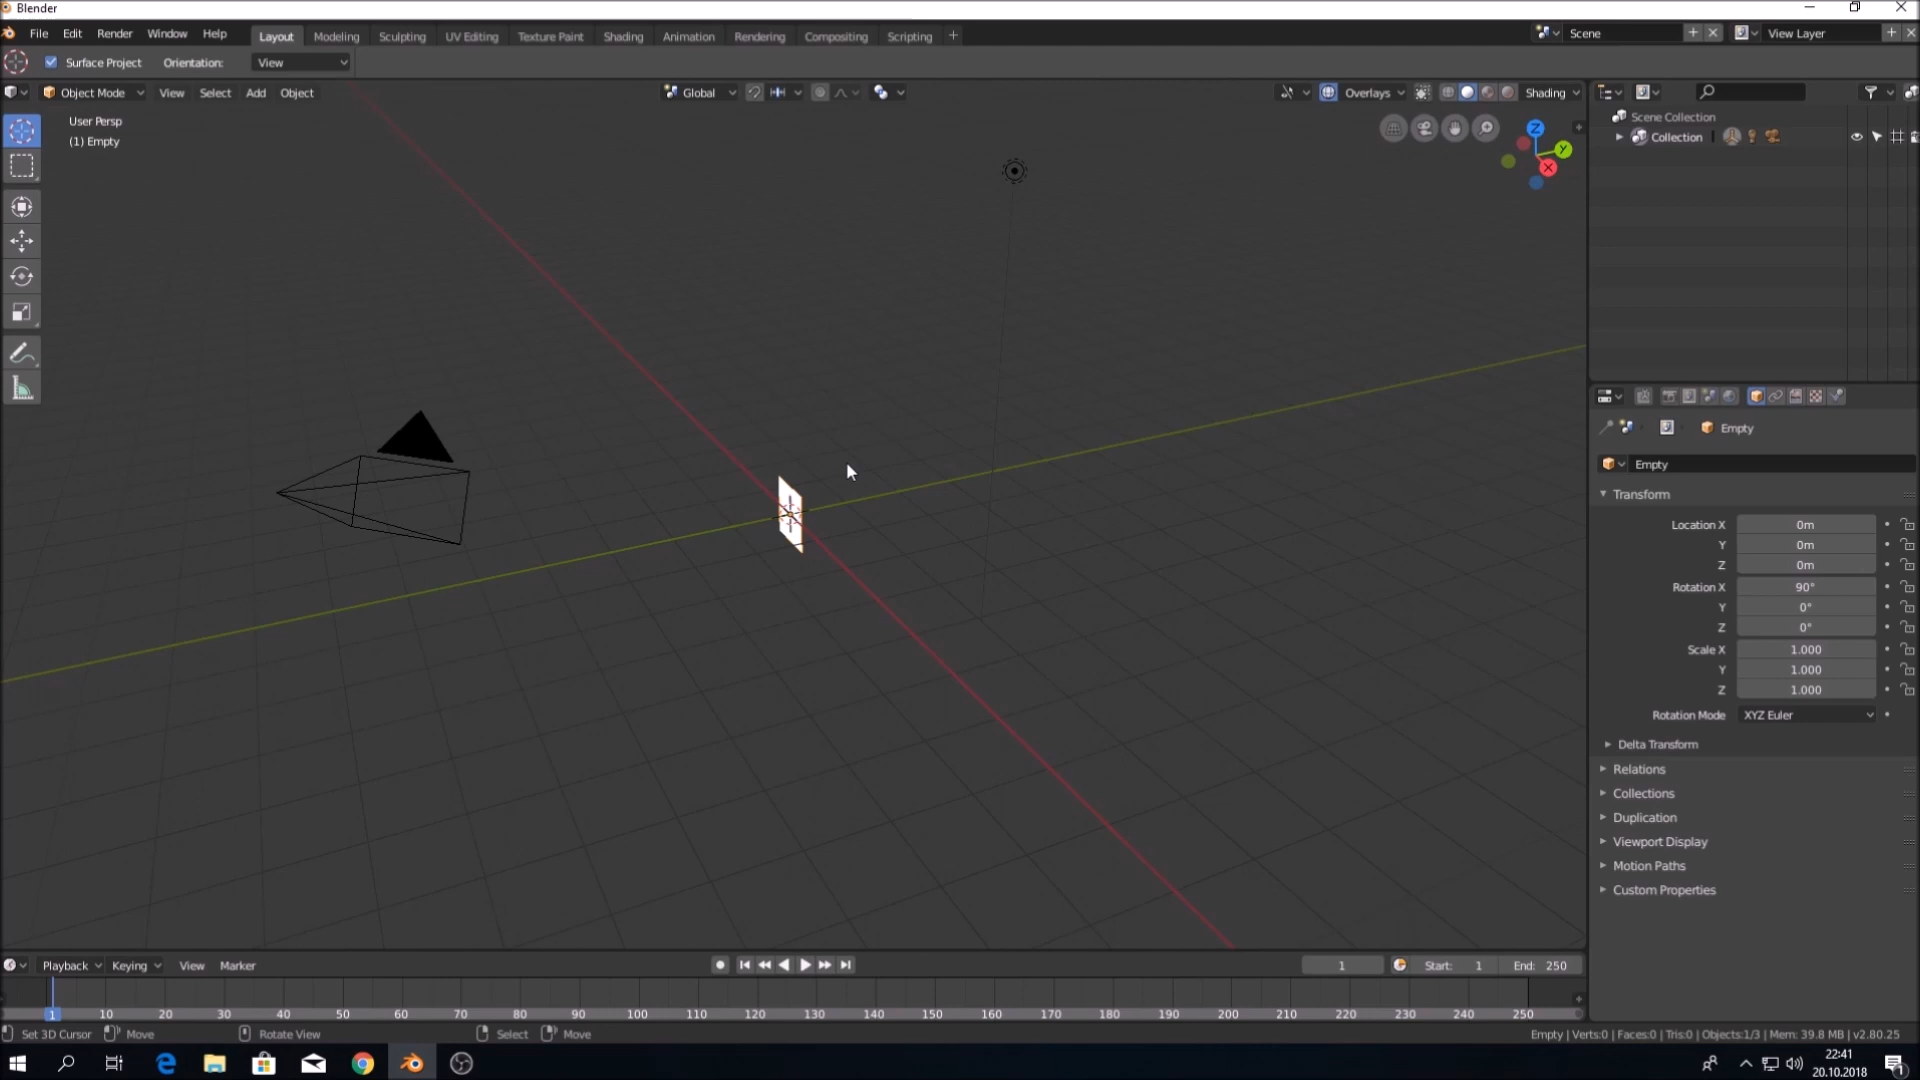 Blender
File Edit Render Window Help Layout Modeling Sculpting UV Editing Texture Paint Shading Animation Rendering Compositing Scripting + Scene View Layer
Surface Project Orientation: View
Object Mode View Select Add Object Global Overlays Shading
User Persp
(1) Empty
Z
Y
X
Scene Collection
Collection
Empty
Empty
Transform
Location X 0m
Y 0m
Z 0m
Rotation X 90°
Y 0°
Z 0°
Scale X 1.000
Y 1.000
Z 1.000
Rotation Mode XYZ Euler
Delta Transform
Relations
Collections
Duplication
Viewport Display
Motion Paths
Custom Properties
Playback Keying View Marker 1 Start: 1 End: 250
1 10 20 30 40 50 60 70 80 90 100 110 120 130 140 150 160 170 180 190 200 210 220 230 240 250
Set 3D Cursor Move Rotate View Select Move Empty | Verts:0 | Faces:0 | Tris:0 | Objects:1/3 | Mem: 39.8 MB | v2.80.25
22:41
20.10.2018
1